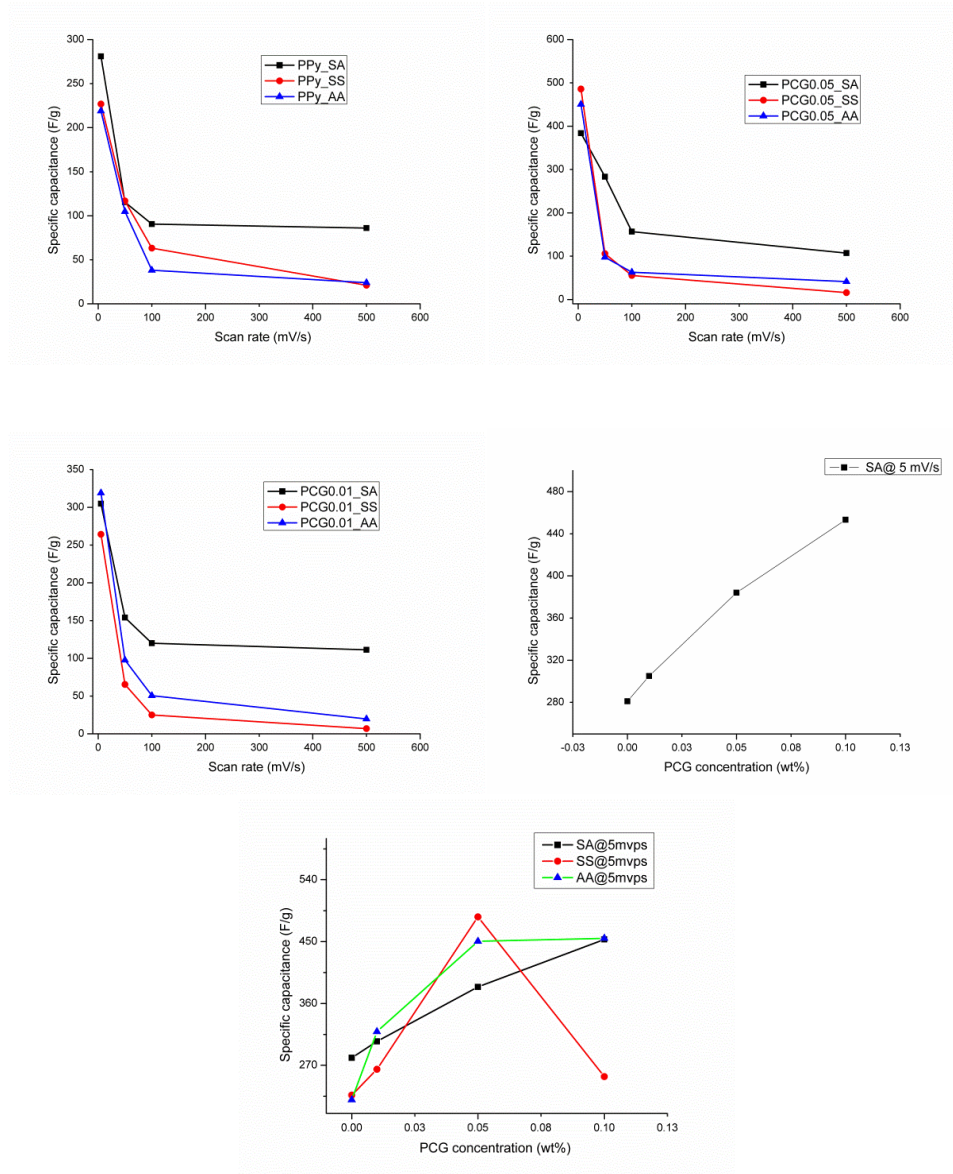 300
250
200
150
100
50
0
Specific capacitance (F/g)
PPy_SA
PPy_SS
PPy_AA
0 100 200 300 400 500 600
Scan rate (mV/s)
600
500
400
300
200
100
0
Specific capacitance (F/g)
PCG0.05_SA
PCG0.05_SS
PCG0.05_AA
0 100 200 300 400 500 600
Scan rate (mV/s)
350
300
250
200
150
100
50
0
Specific capacitance (F/g)
PCG0.01_SA
PCG0.01_SS
PCG0.01_AA
0 100 200 300 400 500 600
Scan rate (mV/s)
SA@ 5 mV/s
480
440
400
360
320
280
Specific capacitance (F/g)
-0.03 0.00 0.03 0.05 0.08 0.10 0.13
PCG concentration (wt%)
SA@5mvps
SS@5mvps
AA@5mvps
540
450
360
270
Specific capacitance (F/g)
0.00 0.03 0.05 0.08 0.10 0.13
PCG concentration (wt%)